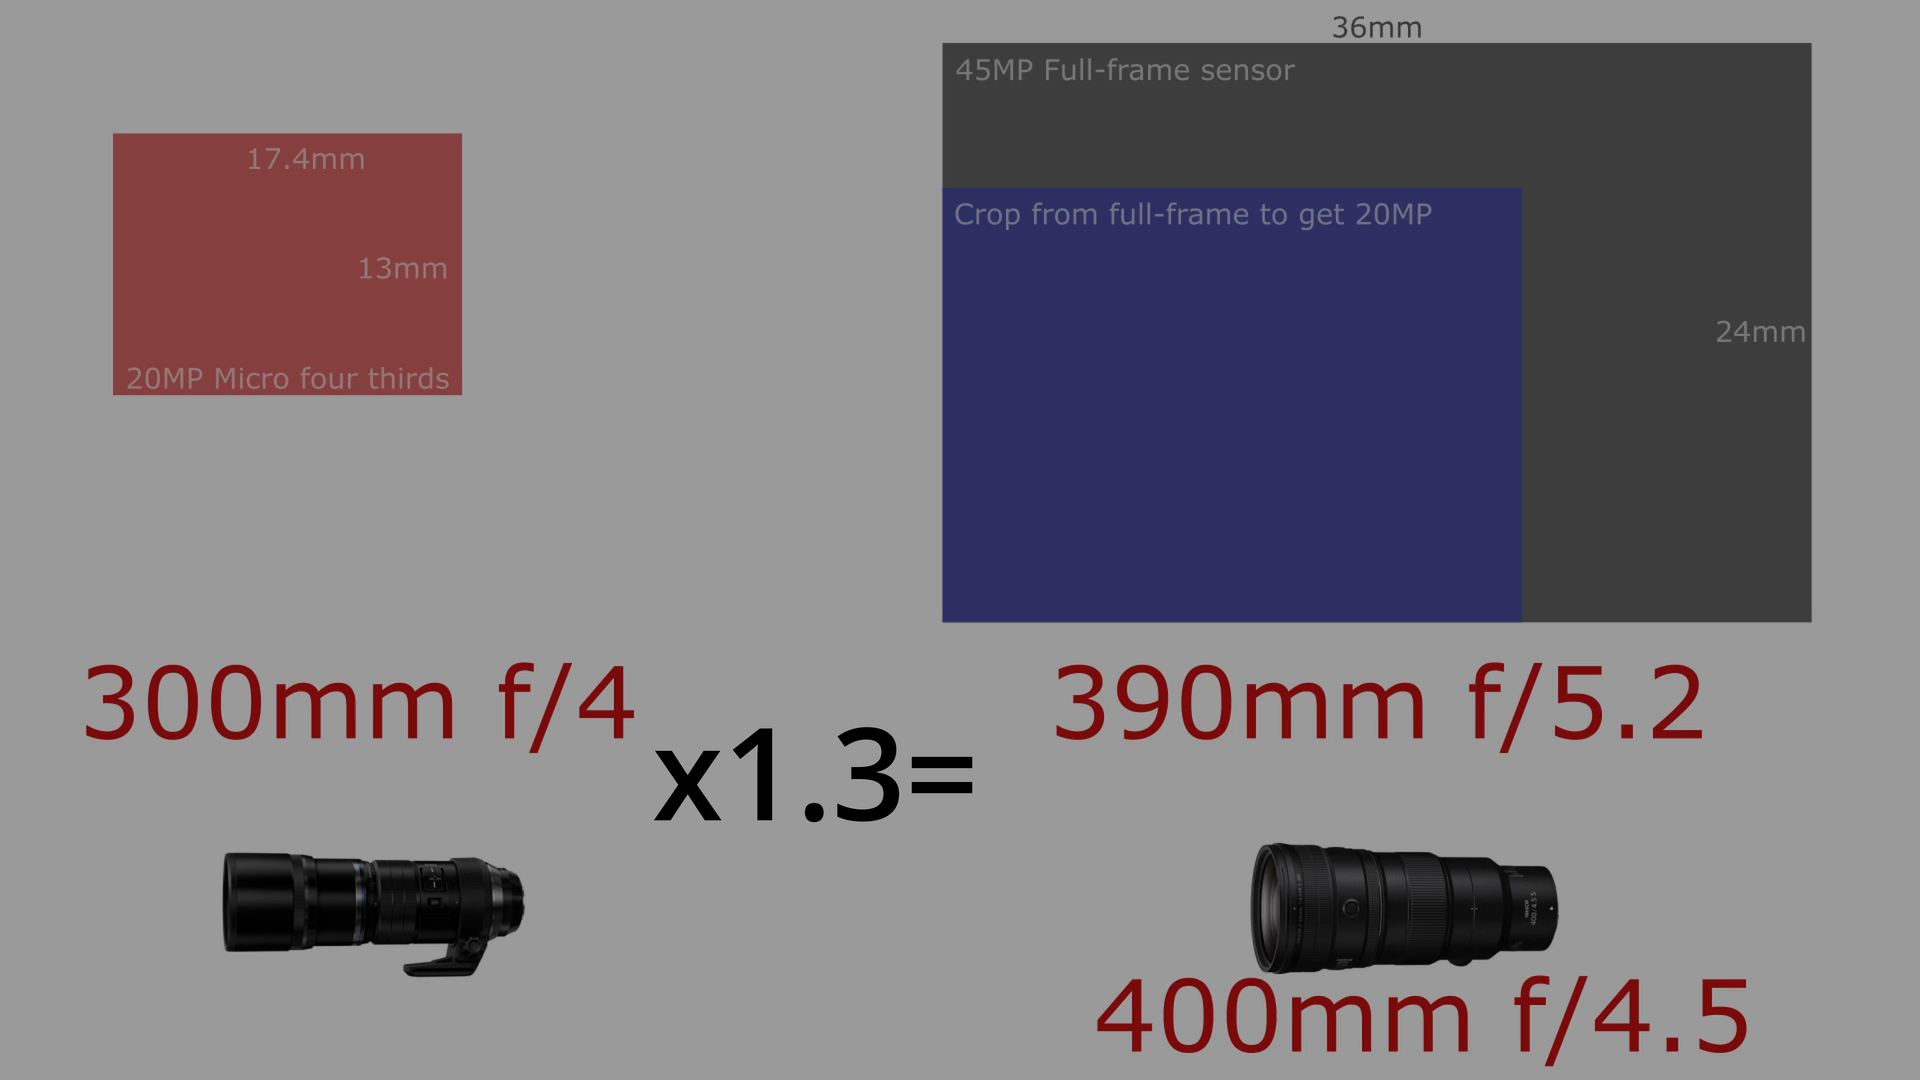 36mm
45MP Full-frame sensor
17.4mm
Crop from full-frame to get 20MP
13mm
24mm
20MP Micro four thirds
300mm f/4
x1.3=
390mm f/5.2
400mm f/4.5